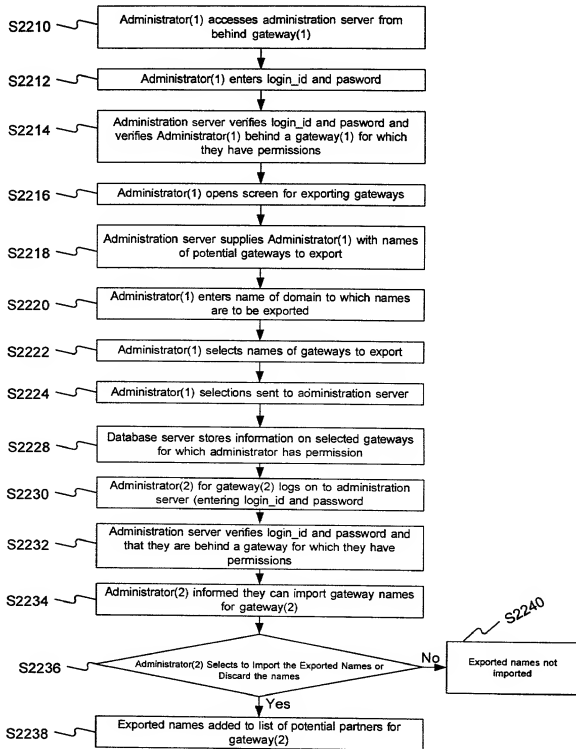 S2210
Administrator(1) accesses administration server from
behind gateway(1)
S2212
Administrator(1) enters login_id and pasword
S2214
Administration server verifies login_id and pasword and
verifies Administrator(1) behind a gateway(1) for which
they have permissions
S2216
Administrator(1) opens screen for exporting gateways
S2218
Administration server supplies Administrator(1) with names
of potential gateways to export
S2220
Administrator(1) enters name of domain to which names
are to be exported
S2222
Administrator(1) selects names of gateways to export
S2224
Administrator(1) selections sent to administration server
S2228
Database server stores information on selected gateways
for which administrator has permission
S2230
Administrator(2) for gateway(2) logs on to administration
server (entering login_id and password
S2232
Administration server verifies login_id and password and
that they are behind a gateway for which they have
permissions
S2234
Administrator(2) informed they can import gateway names
for gateway(2)
S2240
S2236
Administrator(2) Selects to Import the Exported Names or
Discard the names
No
Exported names not
imported
Yes
S2238
Exported names added to list of potential partners for
gateway(2)